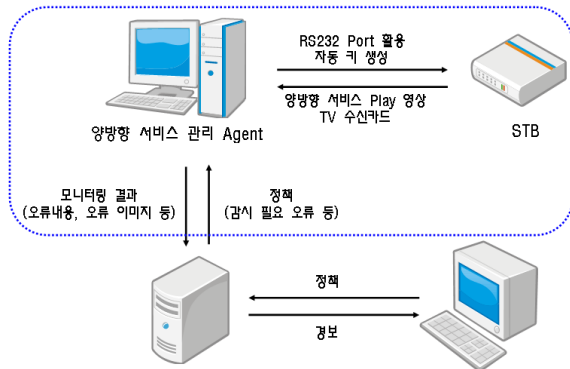 RS232 Port 활용
자동 키 생성
양방향 서비스 Play 영상
TV 수신카드
양방향 서비스 관리 Agent
STB
모니터링 결과
(오류내용, 오류 이미지 등)
정책
(감시 필요 오류 등)
정책
경보